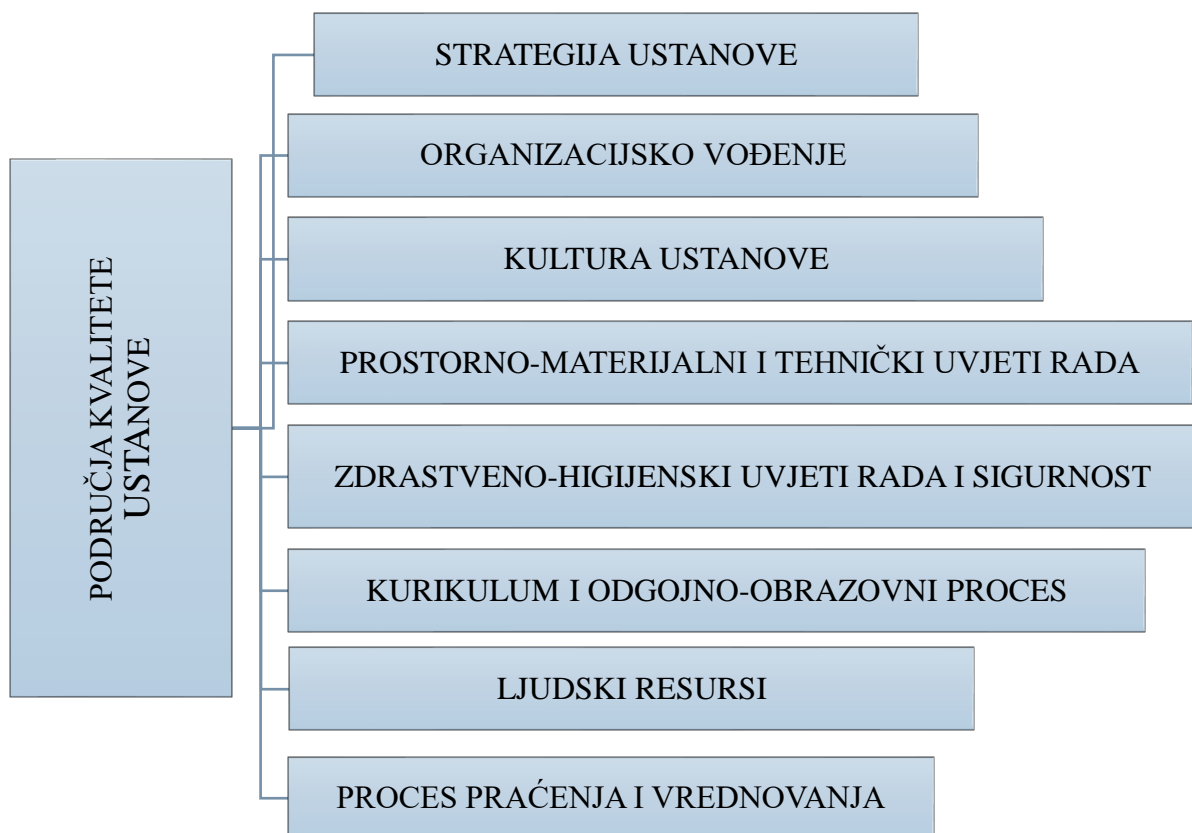 PODRUČJA KVALITETE
USTANOVE
STRATEGIJA USTANOVE
ORGANIZACIJSKO VOĐENJE
KULTURA USTANOVE
PROSTORNO-MATERIJALNI I TEHNIČKI UVJETI RADA
ZDRASTVENO-HIGIJENSKI UVJETI RADA I SIGURNOST
KURIKULUM I ODGOJNO-OBRAZOVNI PROCES
LJUDSKI RESURSI
PROCES PRAĆENJA I VREDNOVANJA